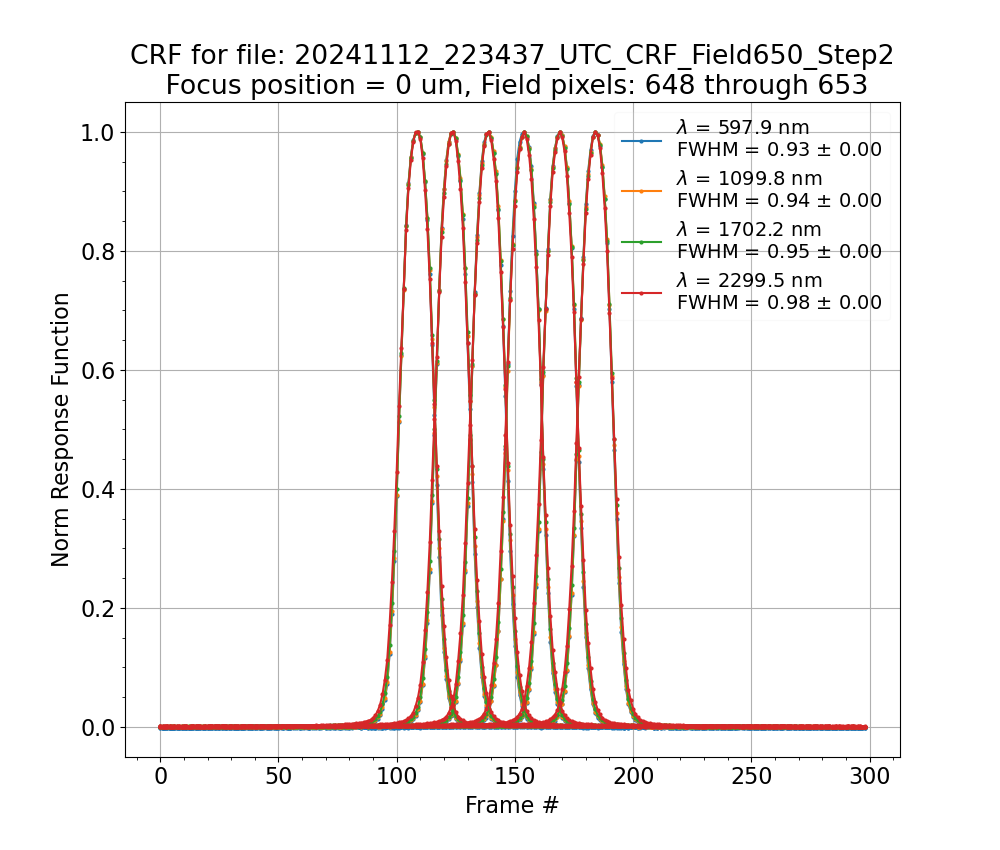 CRF for file: 20241112_223437_UTC_CRF_Field650_Step2
Focus position = 0 um, Field pixels: 648 through 653
λ = 597.9 nm
FWHM = 0.93 ± 0.00
λ = 1099.8 nm
FWHM = 0.94 ± 0.00
λ = 1702.2 nm
FWHM = 0.95 ± 0.00
λ = 2299.5 nm
FWHM = 0.98 ± 0.00
Norm Response Function
1.0
0.8
0.6
0.4
0.2
0.0
0 50 100 150 200 250 300
Frame #